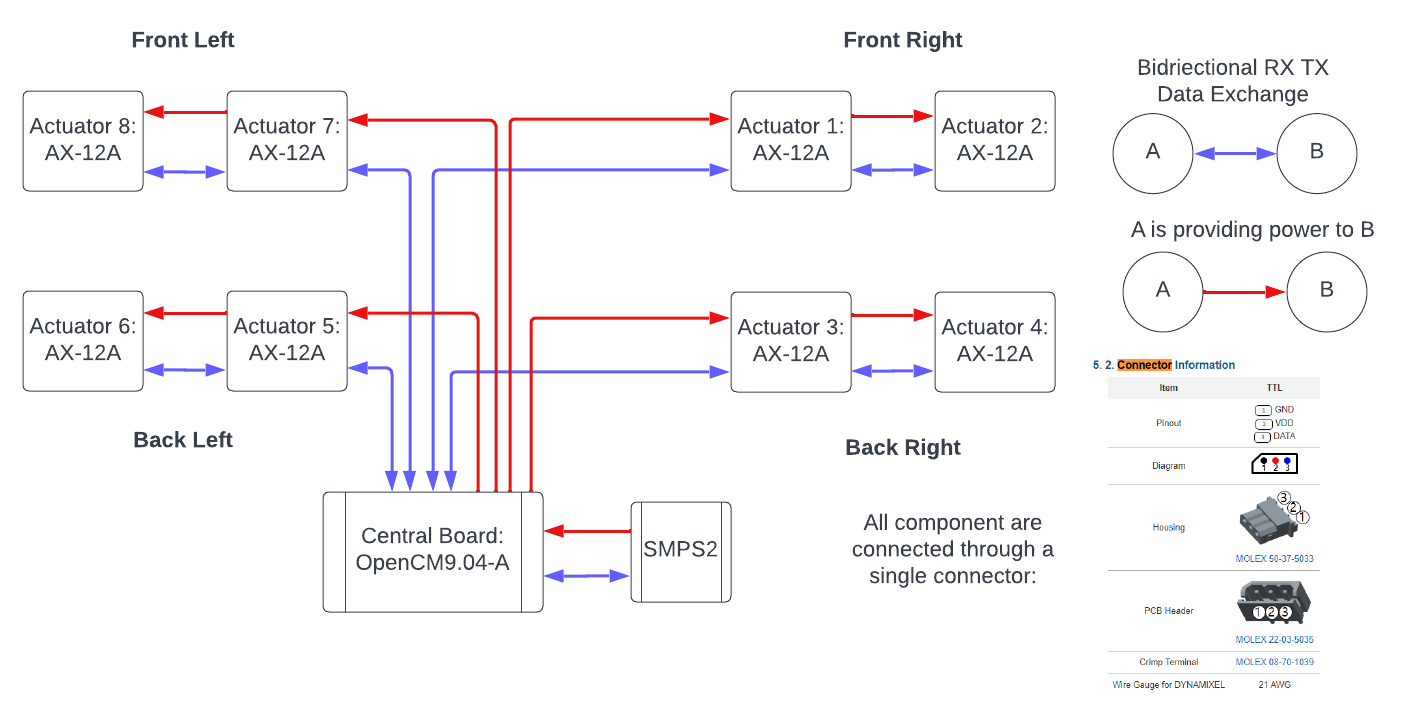 Front Left
Front Right
Bidriectional RX TX
Data Exchange
Actuator 8:
AX-12A
Actuator 7:
AX-12A
Actuator 1:
AX-12A
Actuator 2:
AX-12A
A
B
A is providing power to B
A
B
Actuator 6:
AX-12A
Actuator 5:
AX-12A
Actuator 3:
AX-12A
Actuator 4:
AX-12A
Back Left
Back Right
Central Board:
OpenCM9.04-A
SMPS2
All component are
connected through a
single connector:
5. 2. Connector Information
Item TTL
Pinout
1 GND
2 VDD
3 DATA
Diagram
1 2 3
Housing
3
2
1
MOLEX 50-37-5033
PCB Header
1 2 3
MOLEX 22-03-5035
Crimp Terminal MOLEX 08-70-1039
Wire Gauge for DYNAMIXEL 21 AWG